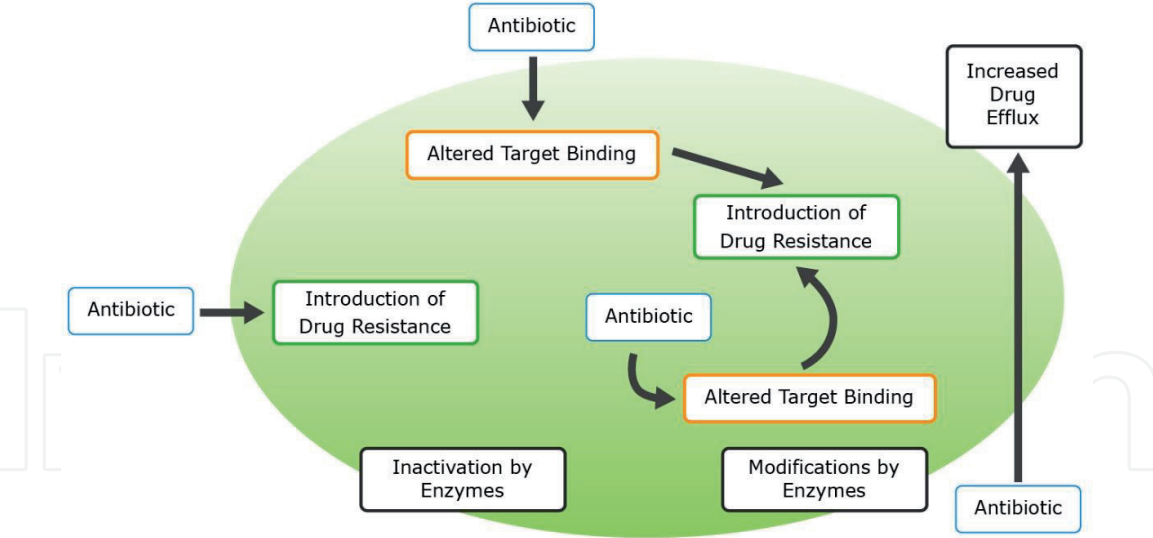 Antibiotic
Increased
Drug
Efflux
Altered Target Binding
Introduction of
Drug Resistance
Antibiotic
Introduction of
Drug Resistance
Antibiotic
Altered Target Binding
Inactivation by
Enzymes
Modifications by
Enzymes
Antibiotic